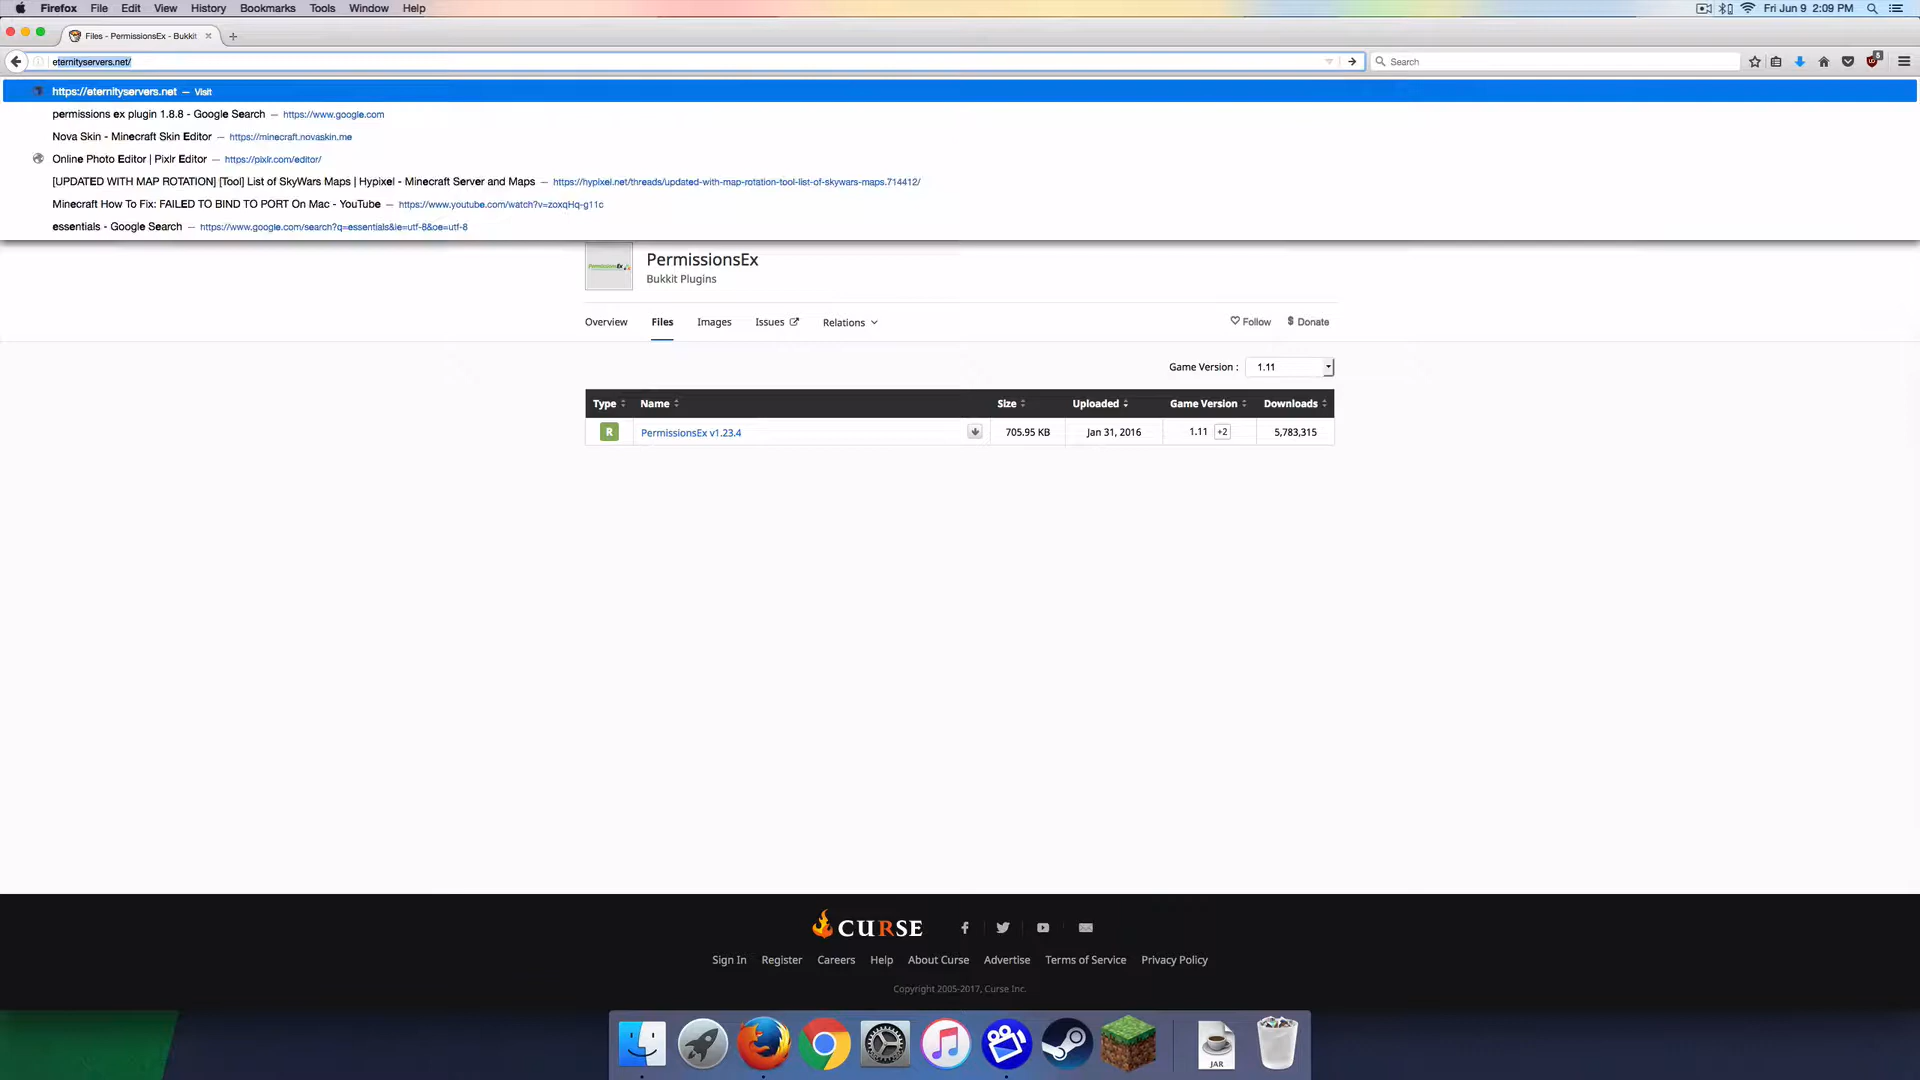 Firefox File Edit View History Bookmarks Tools Window Help Fri Jun 9 2:09 PM
Files - PermissionsEx - Bukkit
eternityservers.net/ Search
https://eternityservers.net — Visit
permissions ex plugin 1.8.8 - Google Search — https://www.google.com
Nova Skin - Minecraft Skin Editor — https://minecraft.novaskin.me
Online Photo Editor | Pixlr Editor — https://pixlr.com/editor/
[UPDATED WITH MAP ROTATION] [Tool] List of SkyWars Maps | Hypixel - Minecraft Server and Maps — https://hypixel.net/threads/updated-with-map-rotation-tool-list-of-skywars-maps.714412/
Minecraft How To Fix: FAILED TO BIND TO PORT On Mac - YouTube — https://www.youtube.com/watch?v=zoxqHq-g11c
essentials - Google Search — https://www.google.com/search?q=essentials&ie=utf-8&oe=utf-8
PermissionsEx
Bukkit Plugins
Overview Files Images Issues Relations Follow Donate
Game Version : 1.11
Type Name Size Uploaded Game Version Downloads
R PermissionsEx v1.23.4 705.95 KB Jan 31, 2016 1.11 +2 5,783,315
CURSE
Sign In Register Careers Help About Curse Advertise Terms of Service Privacy Policy
Copyright 2005-2017, Curse Inc.
JAR